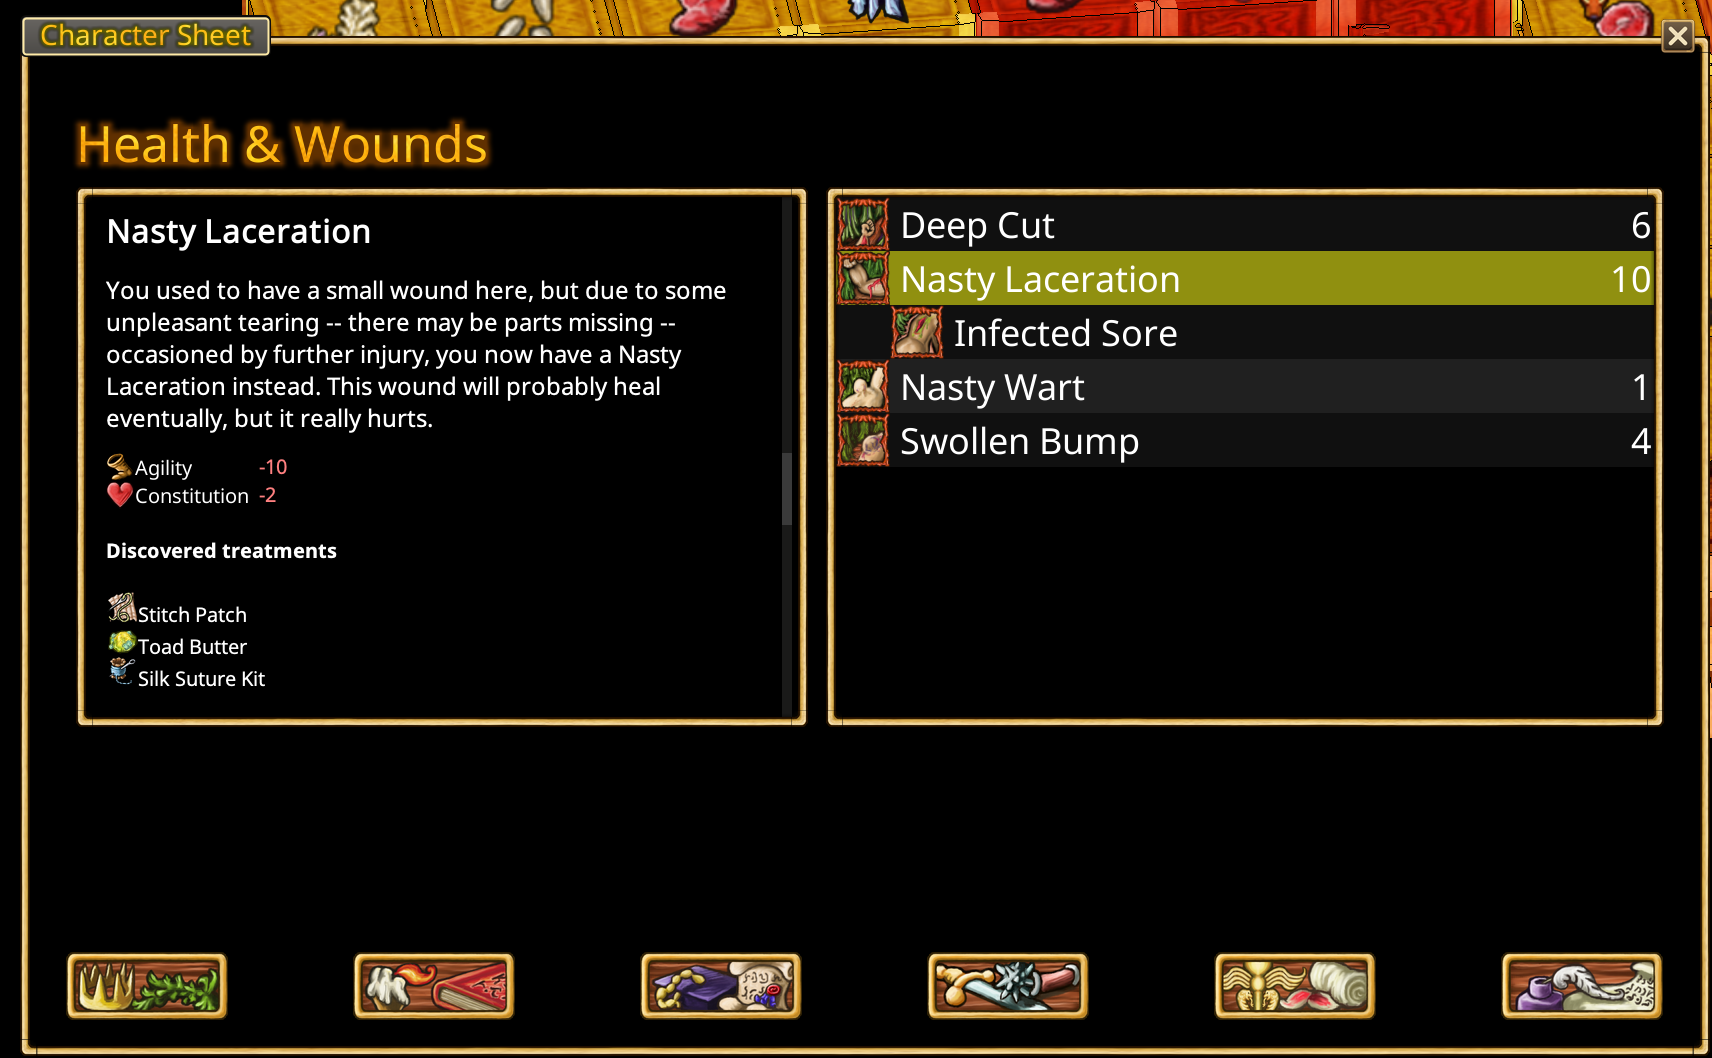 Character Sheet
Health & Wounds
Nasty Laceration
You used to have a small wound here, but due to some
unpleasant tearing -- there may be parts missing --
occasioned by further injury, you now have a Nasty
Laceration instead. This wound will probably heal
eventually, but it really hurts.
Agility -10
Constitution -2
Discovered treatments
Stitch Patch
Toad Butter
Silk Suture Kit
Deep Cut 6
Nasty Laceration 10
Infected Sore
Nasty Wart 1
Swollen Bump 4